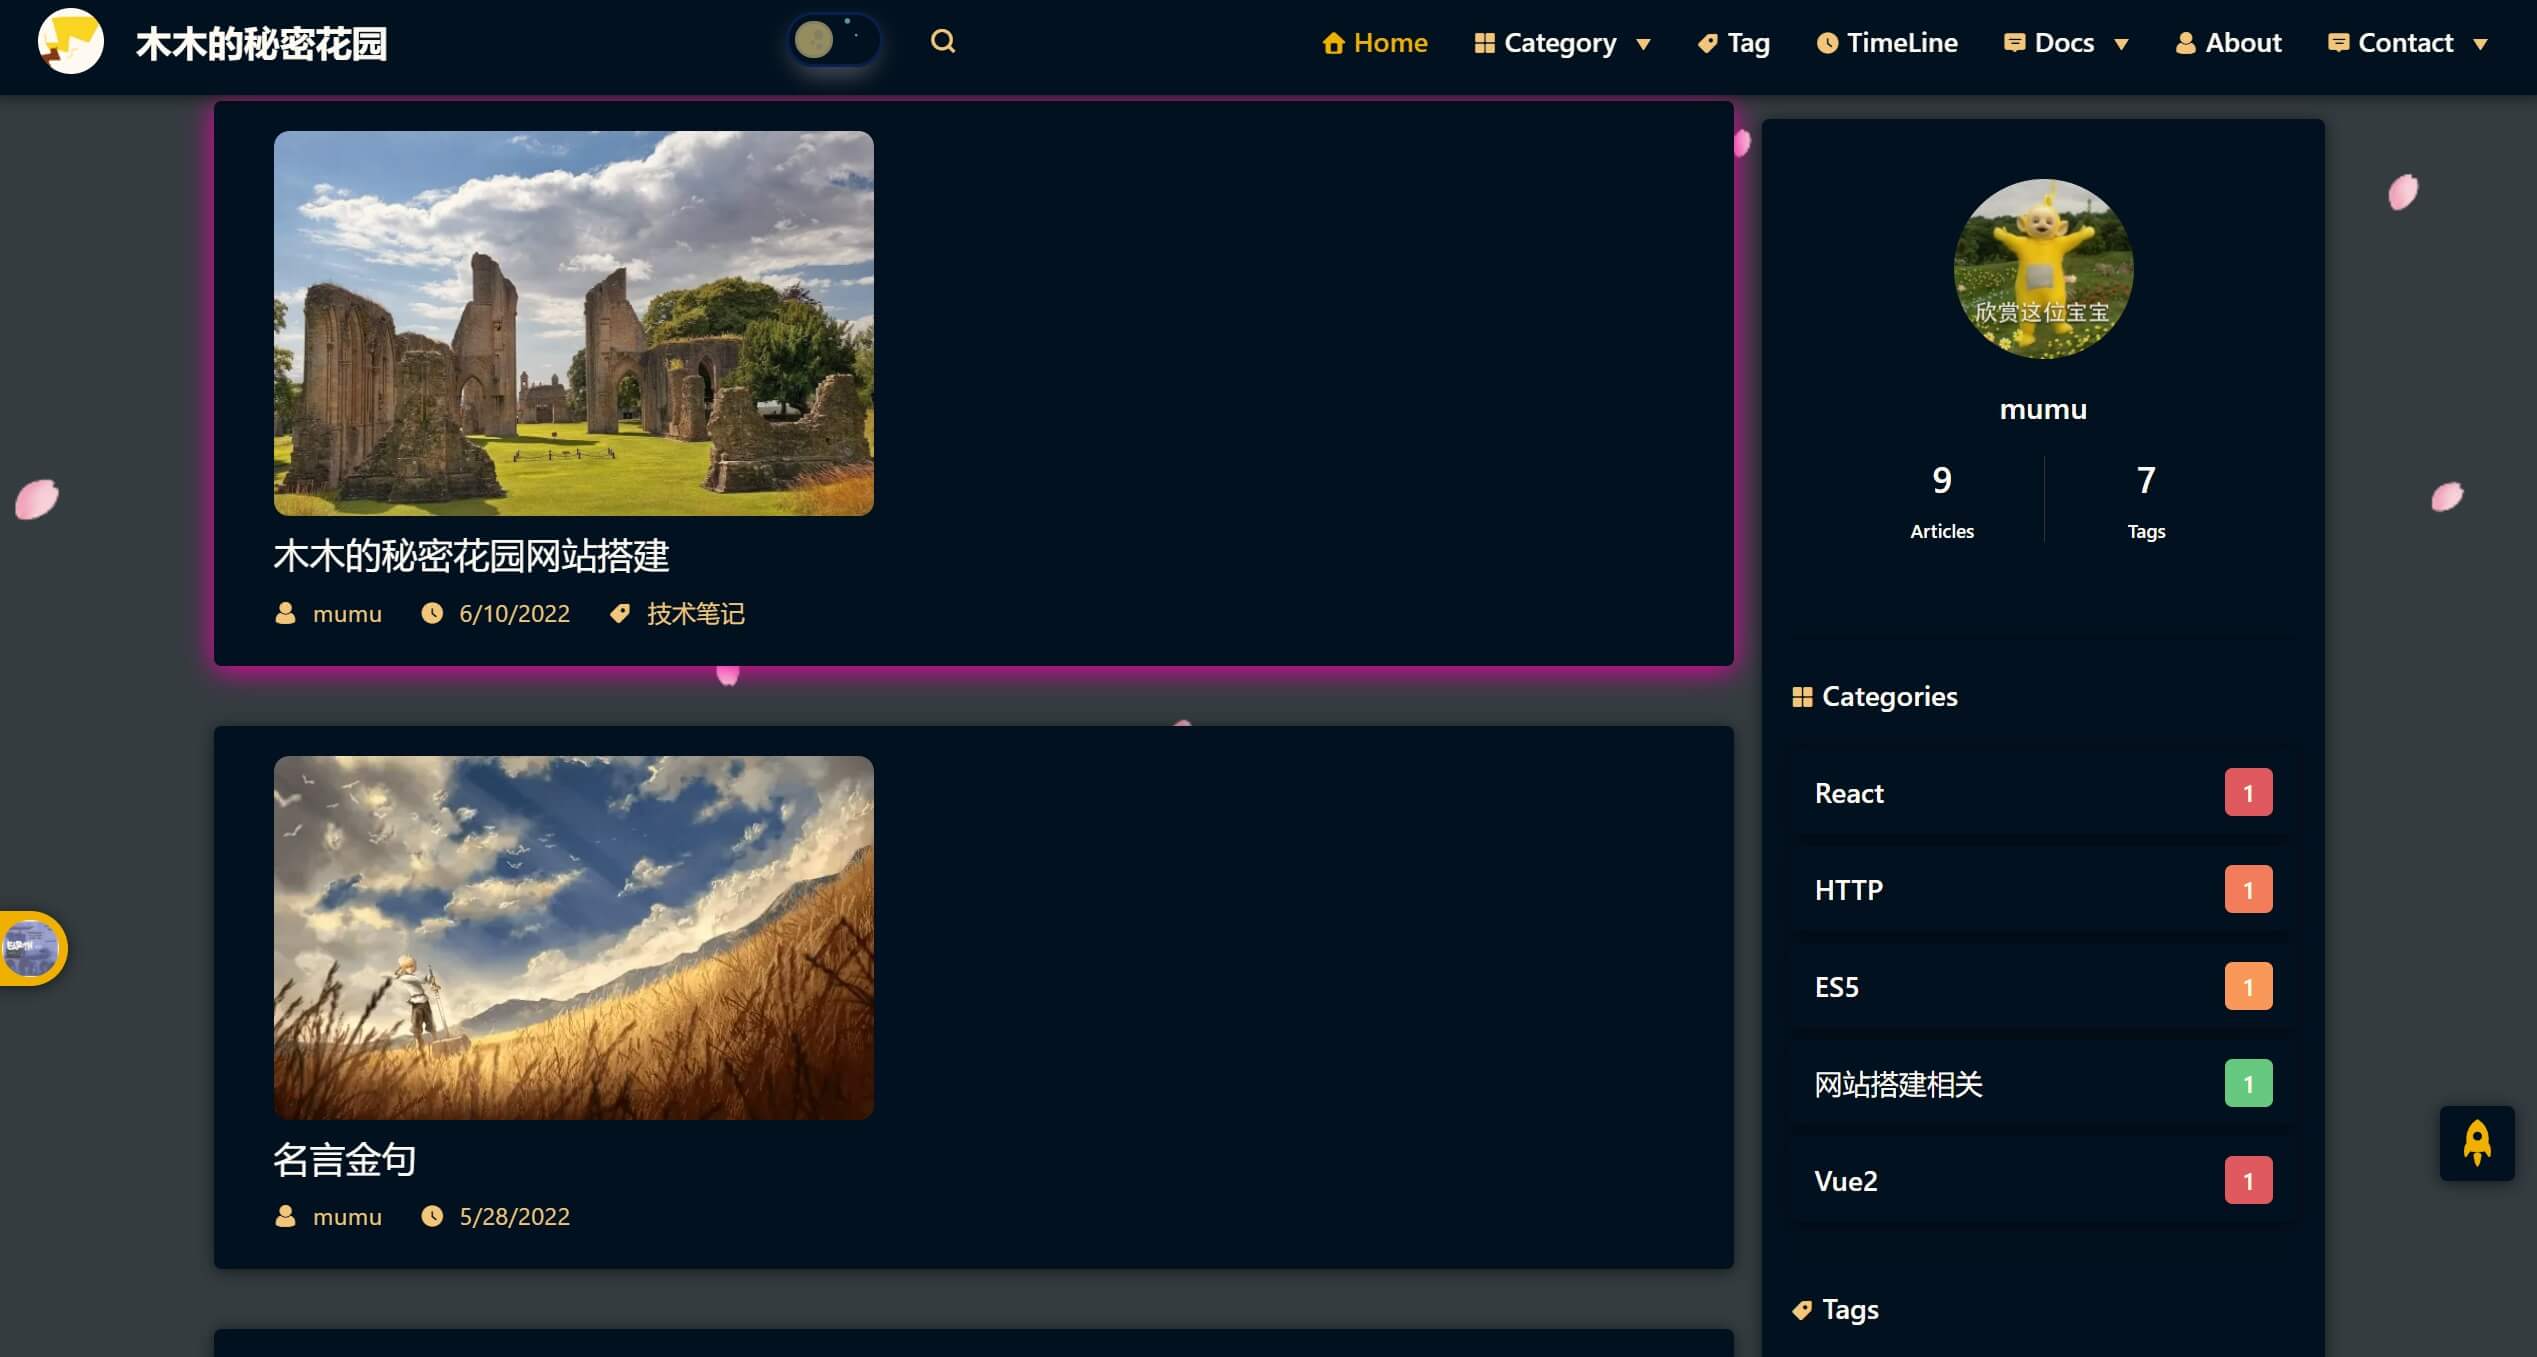 木木的秘密花园
Home Category Tag TimeLine Docs About Contact
木木的秘密花园网站搭建
mumu 6/10/2022 技术笔记
名言金句
mumu 5/28/2022
欣赏这位宝宝
mumu
9 7
Articles Tags
Categories
React 1
HTTP 1
ES5 1
网站搭建相关 1
Vue2 1
Tags